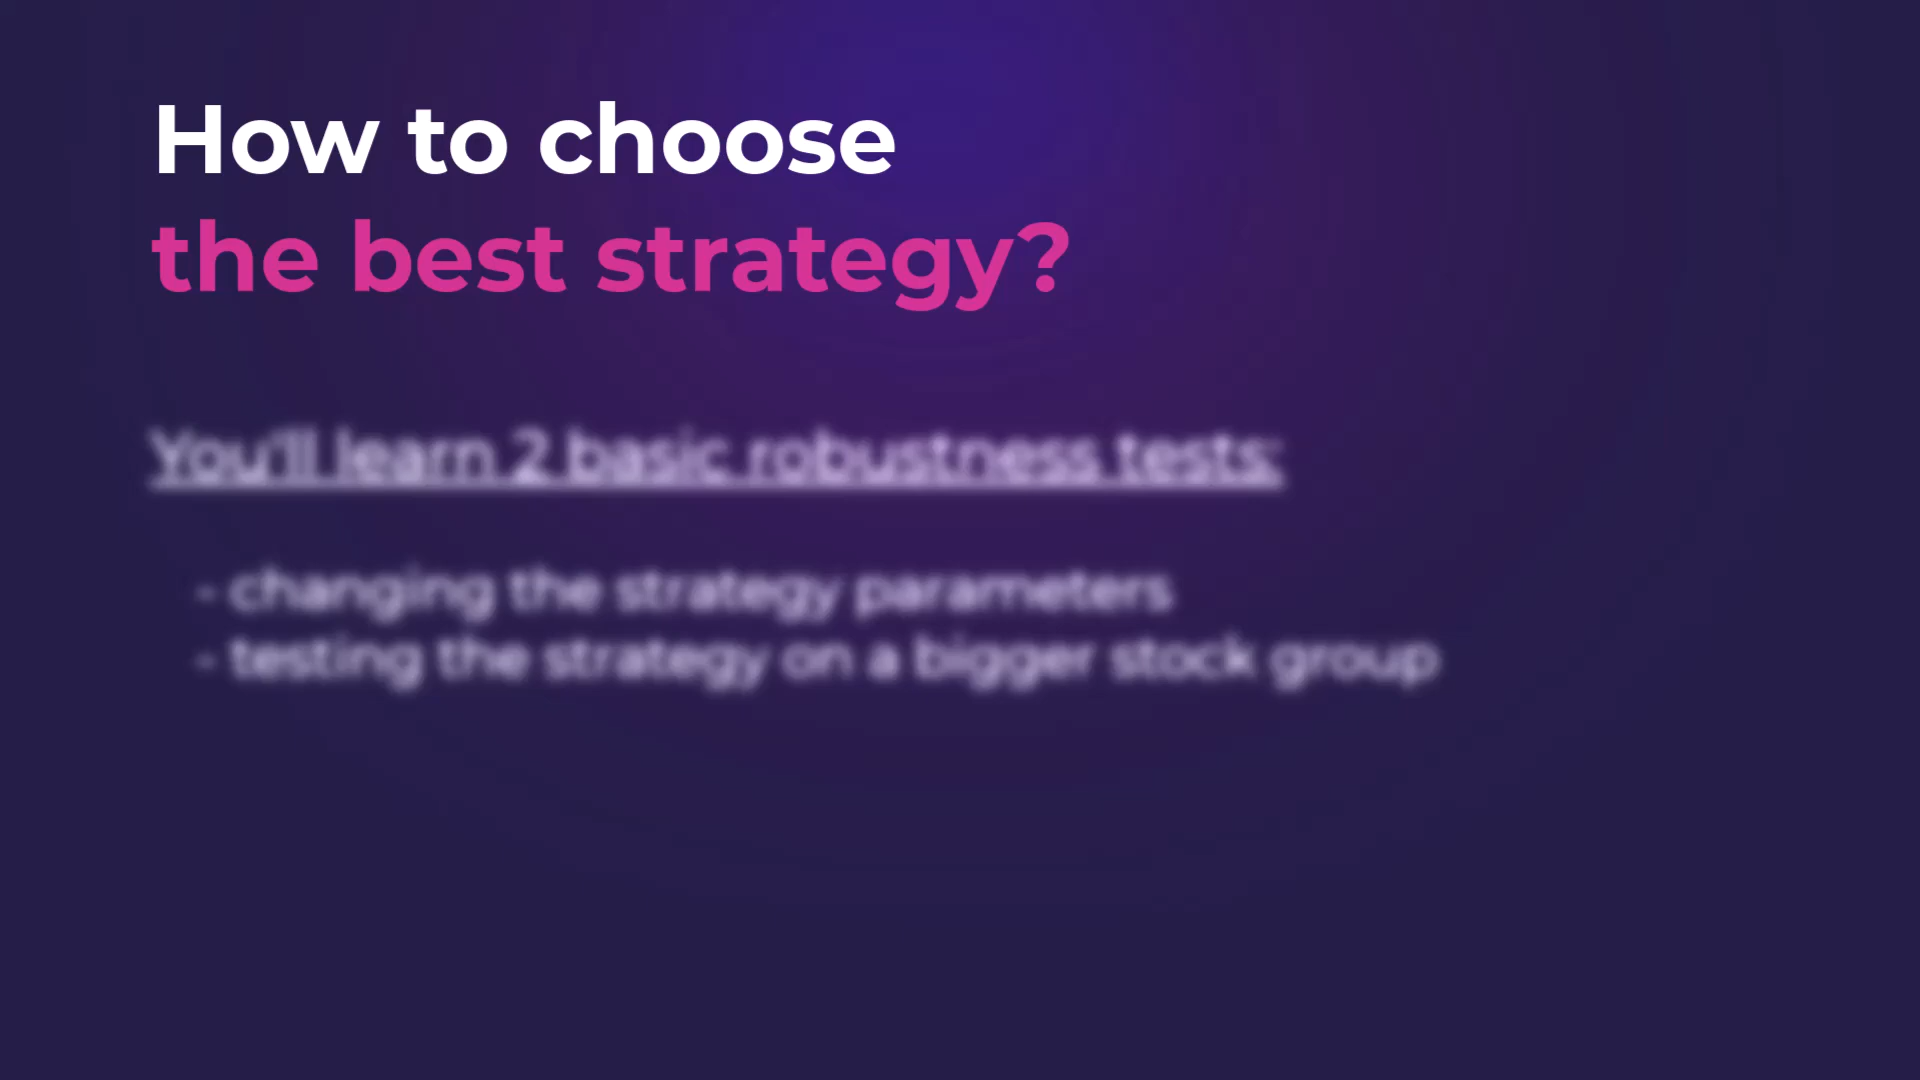 How to choose
the best strategy?
You'll learn 2 basic robustness tests:
- changing the strategy parameters
- testing the strategy on a bigger stock group